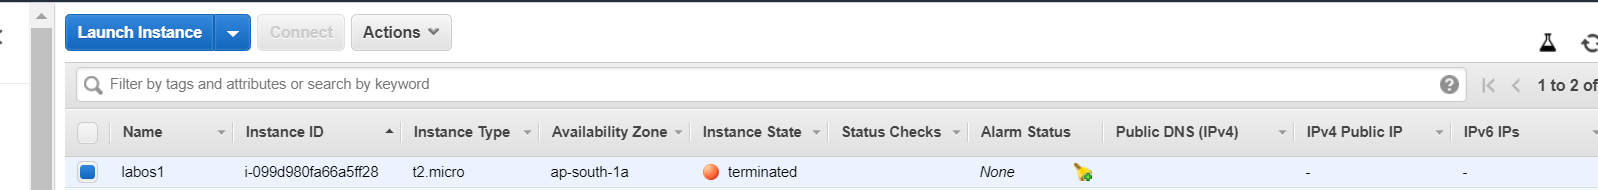 Launch Instance Connect Actions
Filter by tags and attributes or search by keyword ? 1 to 2 of
Name Instance ID Instance Type Availability Zone Instance State Status Checks Alarm Status Public DNS (IPv4) IPv4 Public IP IPv6 IPs
labos1 i-099d980fa66a5ff28 t2.micro ap-south-1a terminated None - -